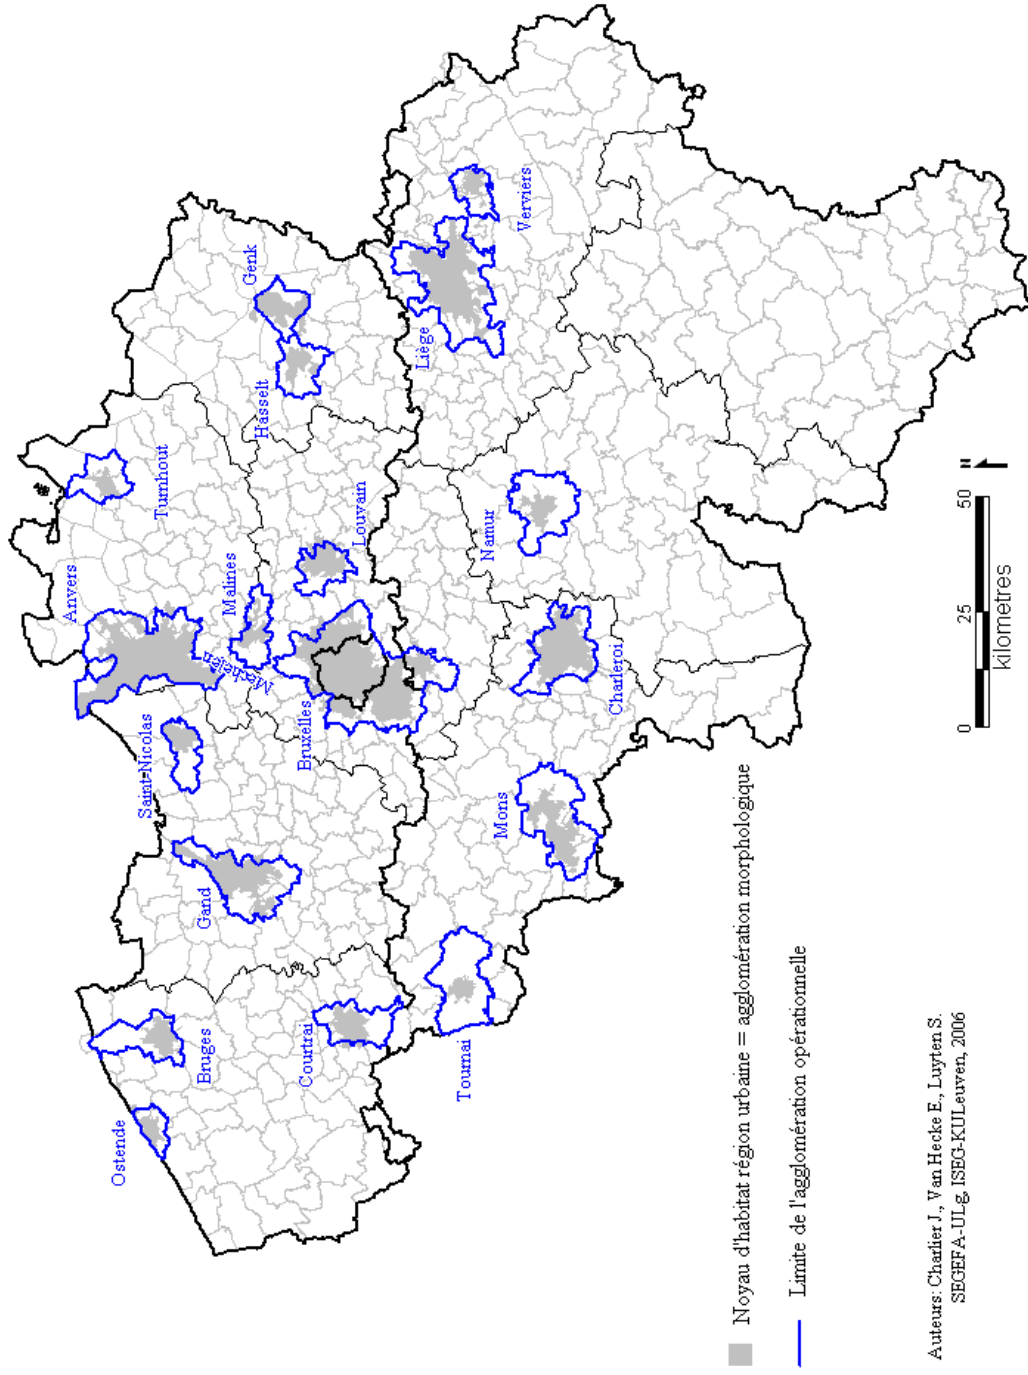 Ostende
Bruges
Courtrai
Tournai
Gand
Saint-Nicolas
Anvers
Turnhout
Malines
Mechelen
Bruxelles
Louvain
Hasselt
Genk
Liège
Verviers
Namur
Charleroi
Mons
Noyau d'habitat région urbaine = agglomération morphologique
Limite de l'agglomération opérationnelle
Auteurs: Charlier J., Van Hecke E., Luyten S.
SEGEFA-ULg, ISEG-KULeuven, 2006
0 25 50
kilometres